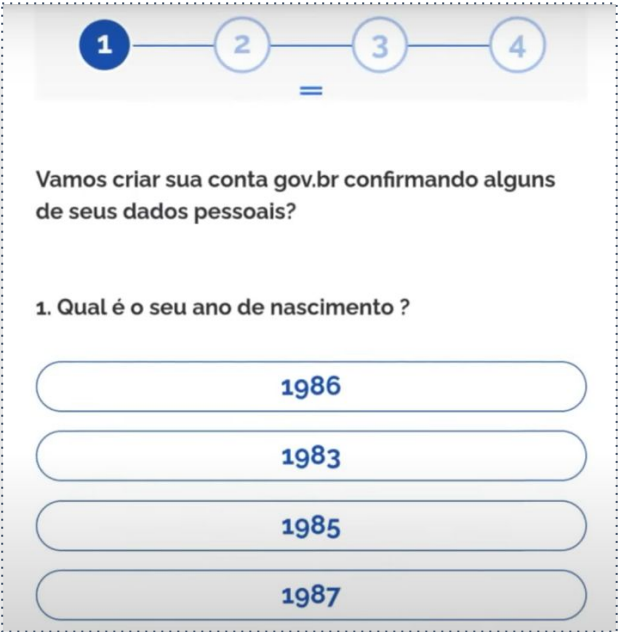 1 2 3 4
Vamos criar sua conta gov.br confirmando alguns
de seus dados pessoais?
1. Qual é o seu ano de nascimento ?
1986
1983
1985
1987